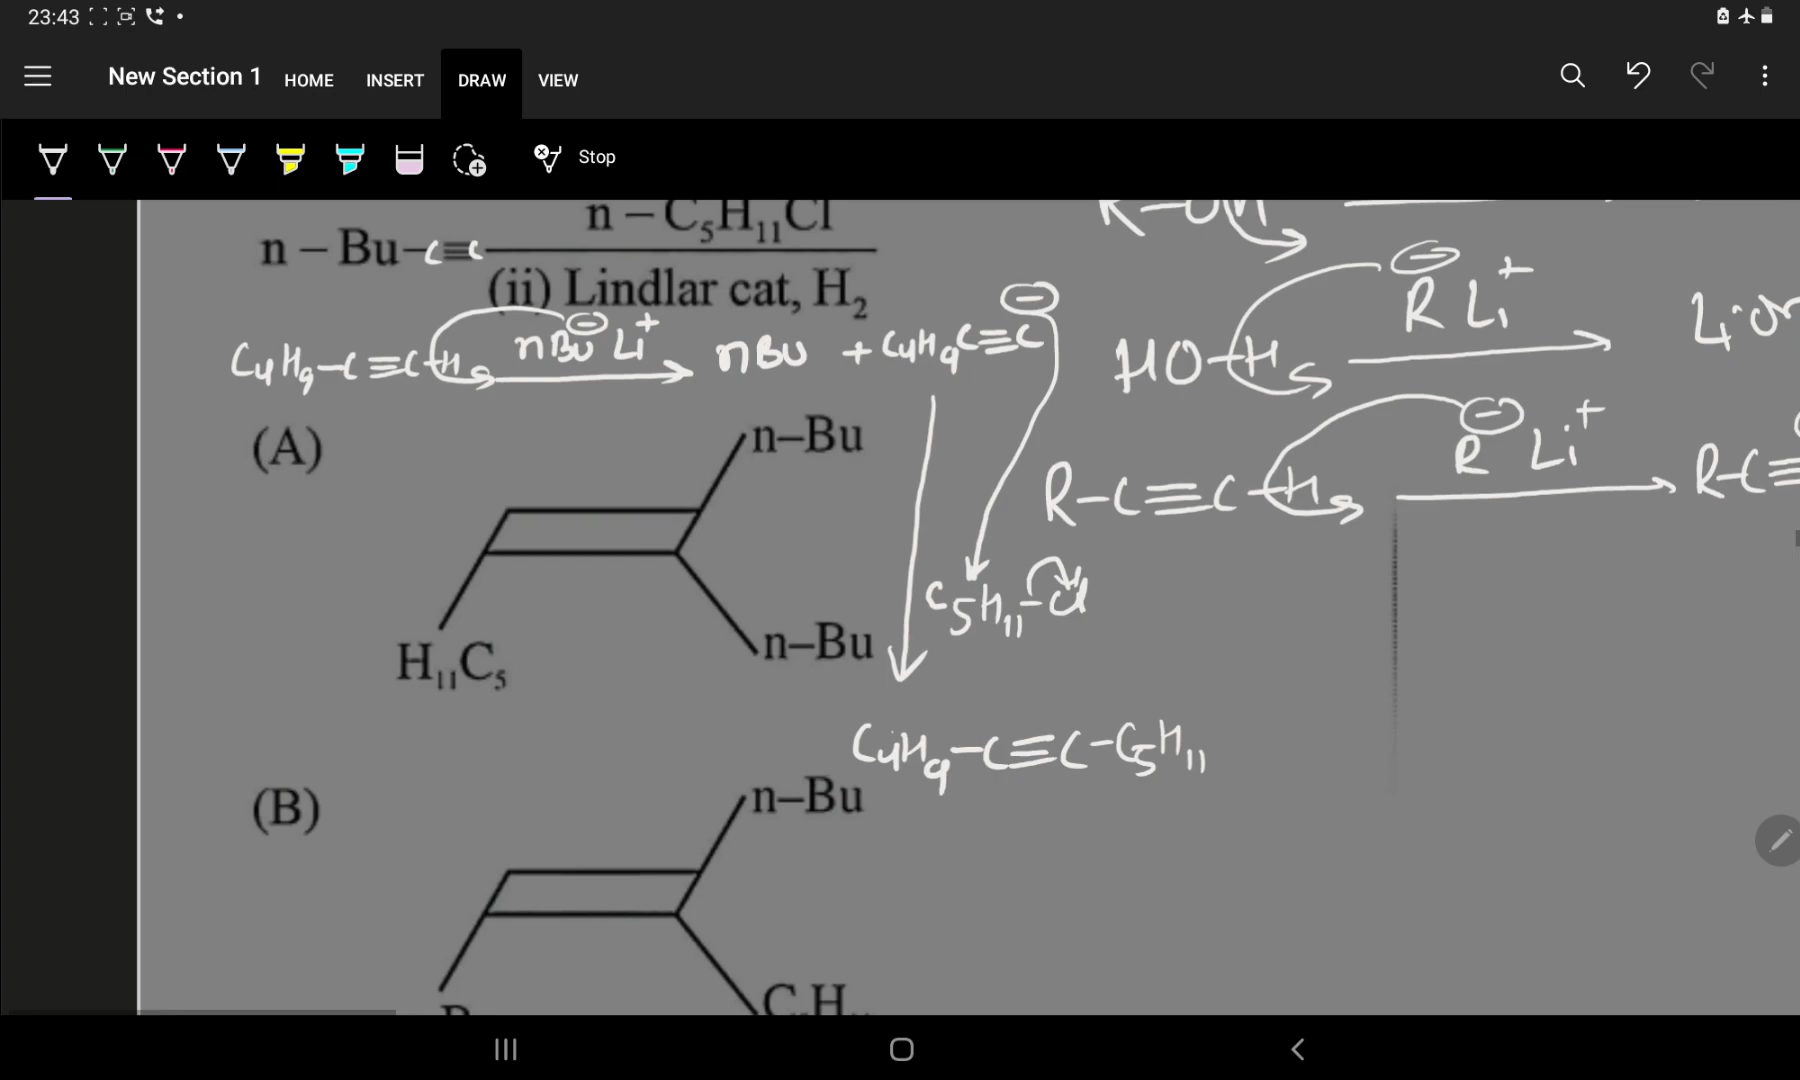 23:43
New Section 1 HOME INSERT DRAW VIEW
Stop
n – C₅H₁₁Cl
n – Bu–C≡C
(ii) Lindlar cat, H₂
C₄H₉–C≡C–H nBu⊖ Li⁺ nBu + C₄H₉C≡C⊖
HO–H R⊖ Li⁺
(A)
n–Bu
n–Bu
H₁₁C₅
R–C≡C–H R⊖ Li⁺ R–C≡
C₅H₁₁–Cl
C₄H₉–C≡C–C₅H₁₁
(B)
n–Bu